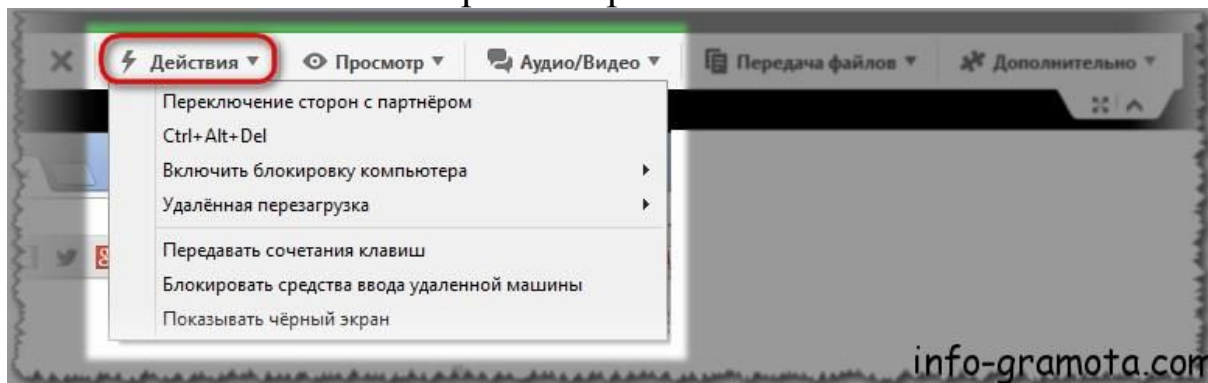 Действия ▼ Просмотр ▼ Аудио/Видео ▼ Передача файлов ▼ Дополнительно ▼
Переключение сторон с партнёром
Ctrl+Alt+Del
Включить блокировку компьютера
Удалённая перезагрузка
Передавать сочетания клавиш
Блокировать средства ввода удаленной машины
Показывать чёрный экран
info-gramota.com